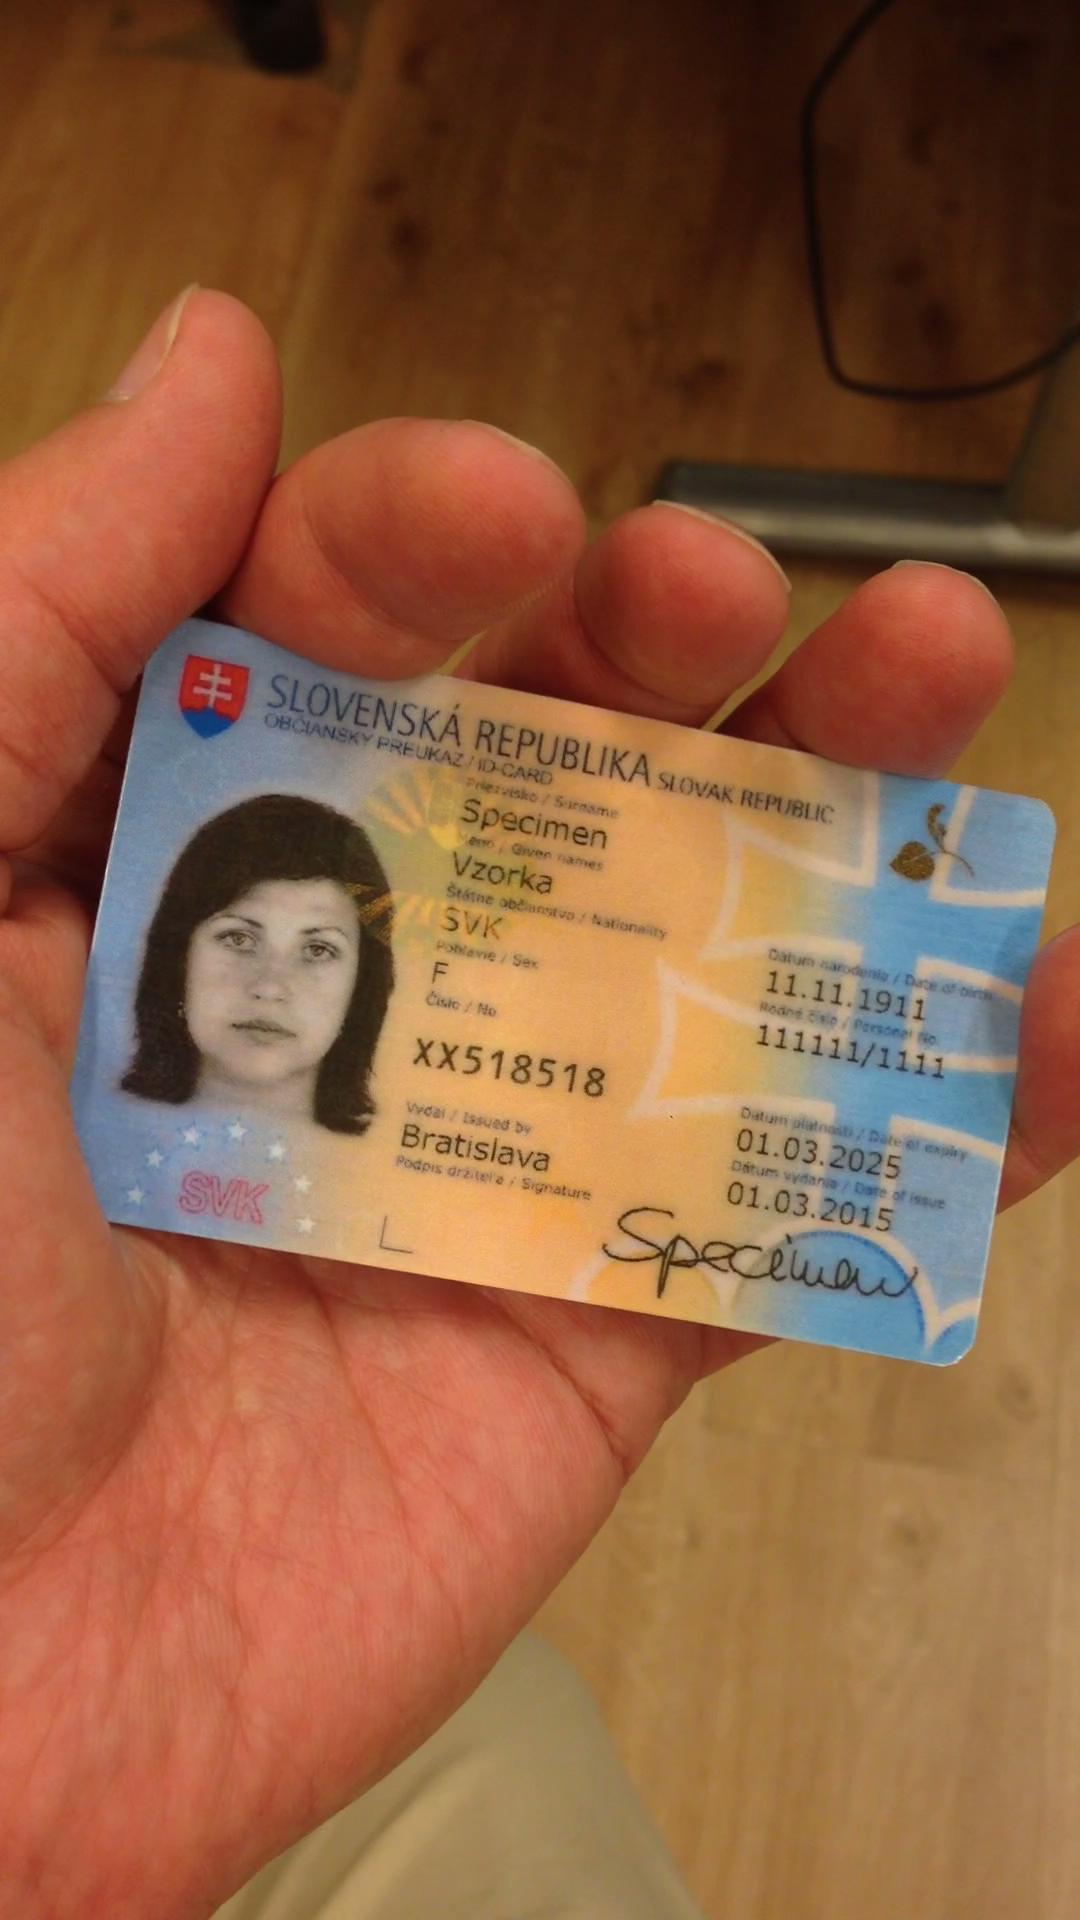 SLOVENSKÁ REPUBLIKA SLOVAK REPUBLIC
OBČIANSKY PREUKAZ / ID-CARD
Priezvisko / Surname
Specimen
Meno / Given names
Vzorka
Štátne občianstvo / Nationality
SVK
Pohlavie / Sex
F
Číslo / No.
XX518518
Vydal / Issued by
Bratislava
Podpis držiteľa / Signature
Dátum narodenia / Date of birth
11.11.1911
Rodné číslo / Personal No.
111111/1111
Dátum platnosti / Date of expiry
01.03.2025
Dátum vydania / Date of issue
01.03.2015
Specimen
SVK